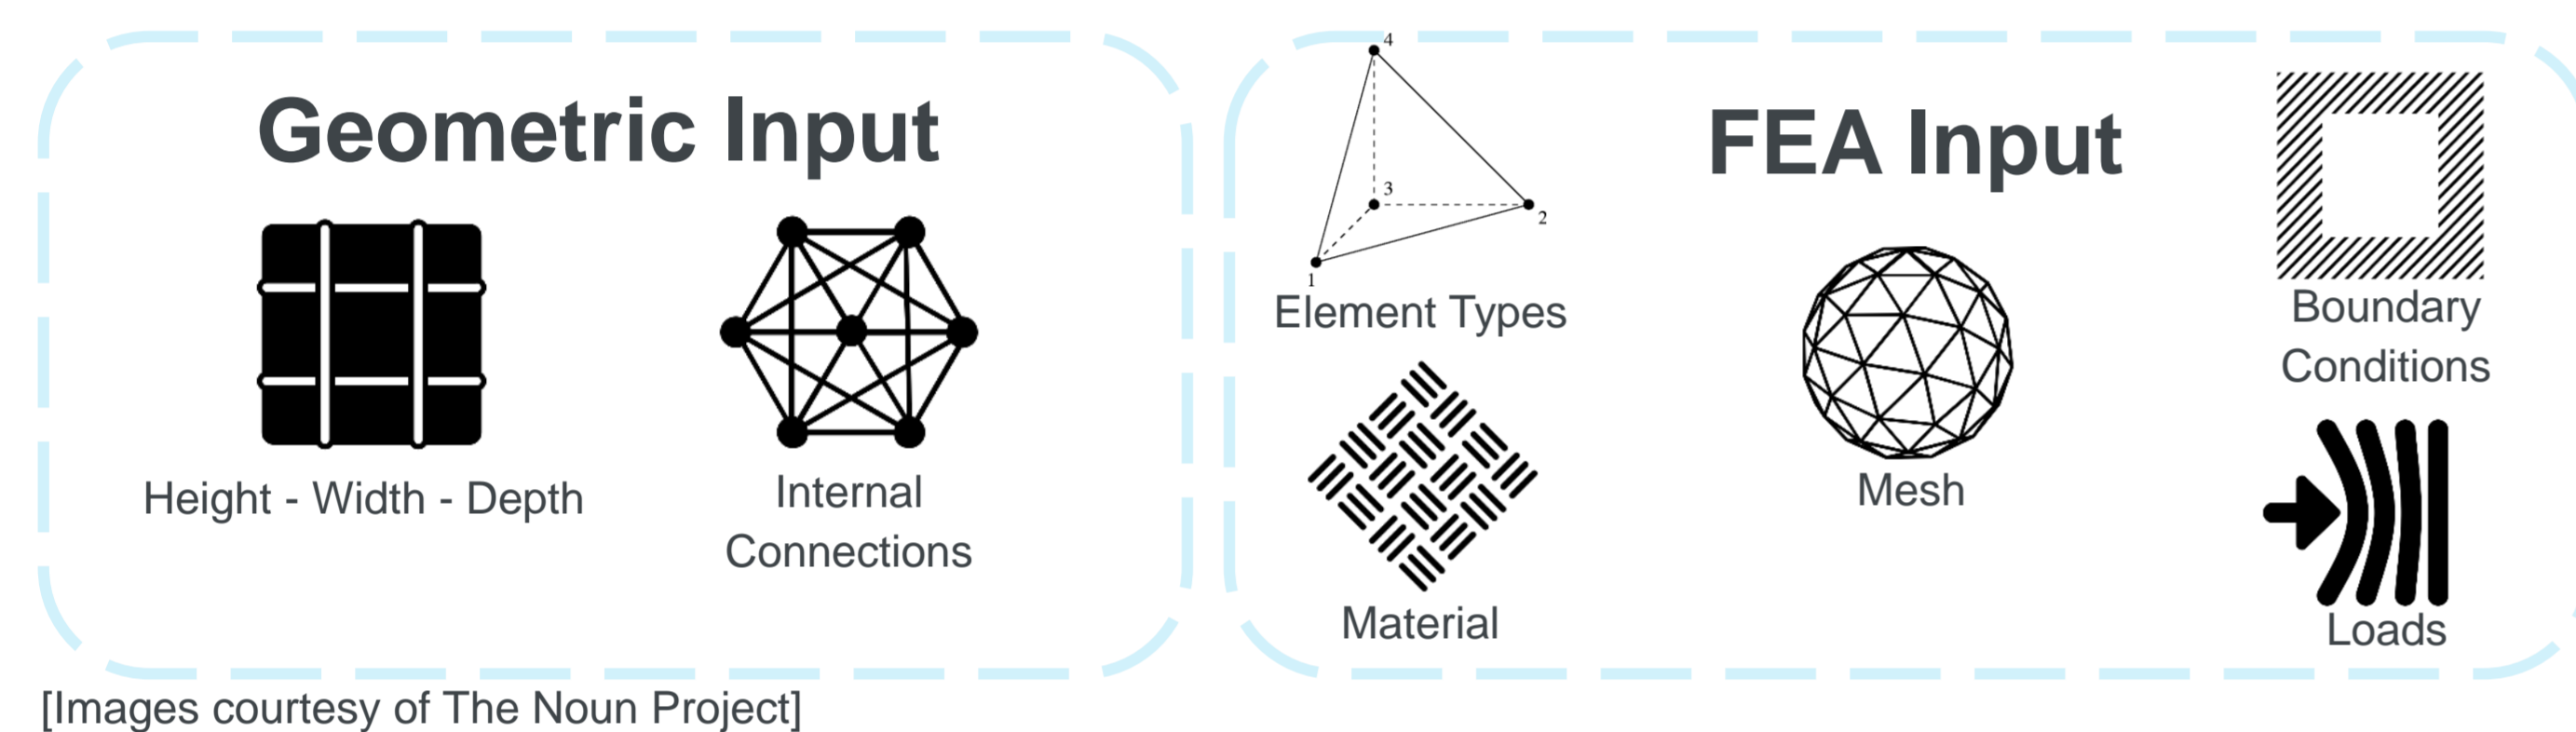 Geometric Input
Height - Width - Depth
Internal
Connections
FEA Input
4
3
2
1
Element Types
Material
Mesh
Boundary
Conditions
Loads
[Images courtesy of The Noun Project]